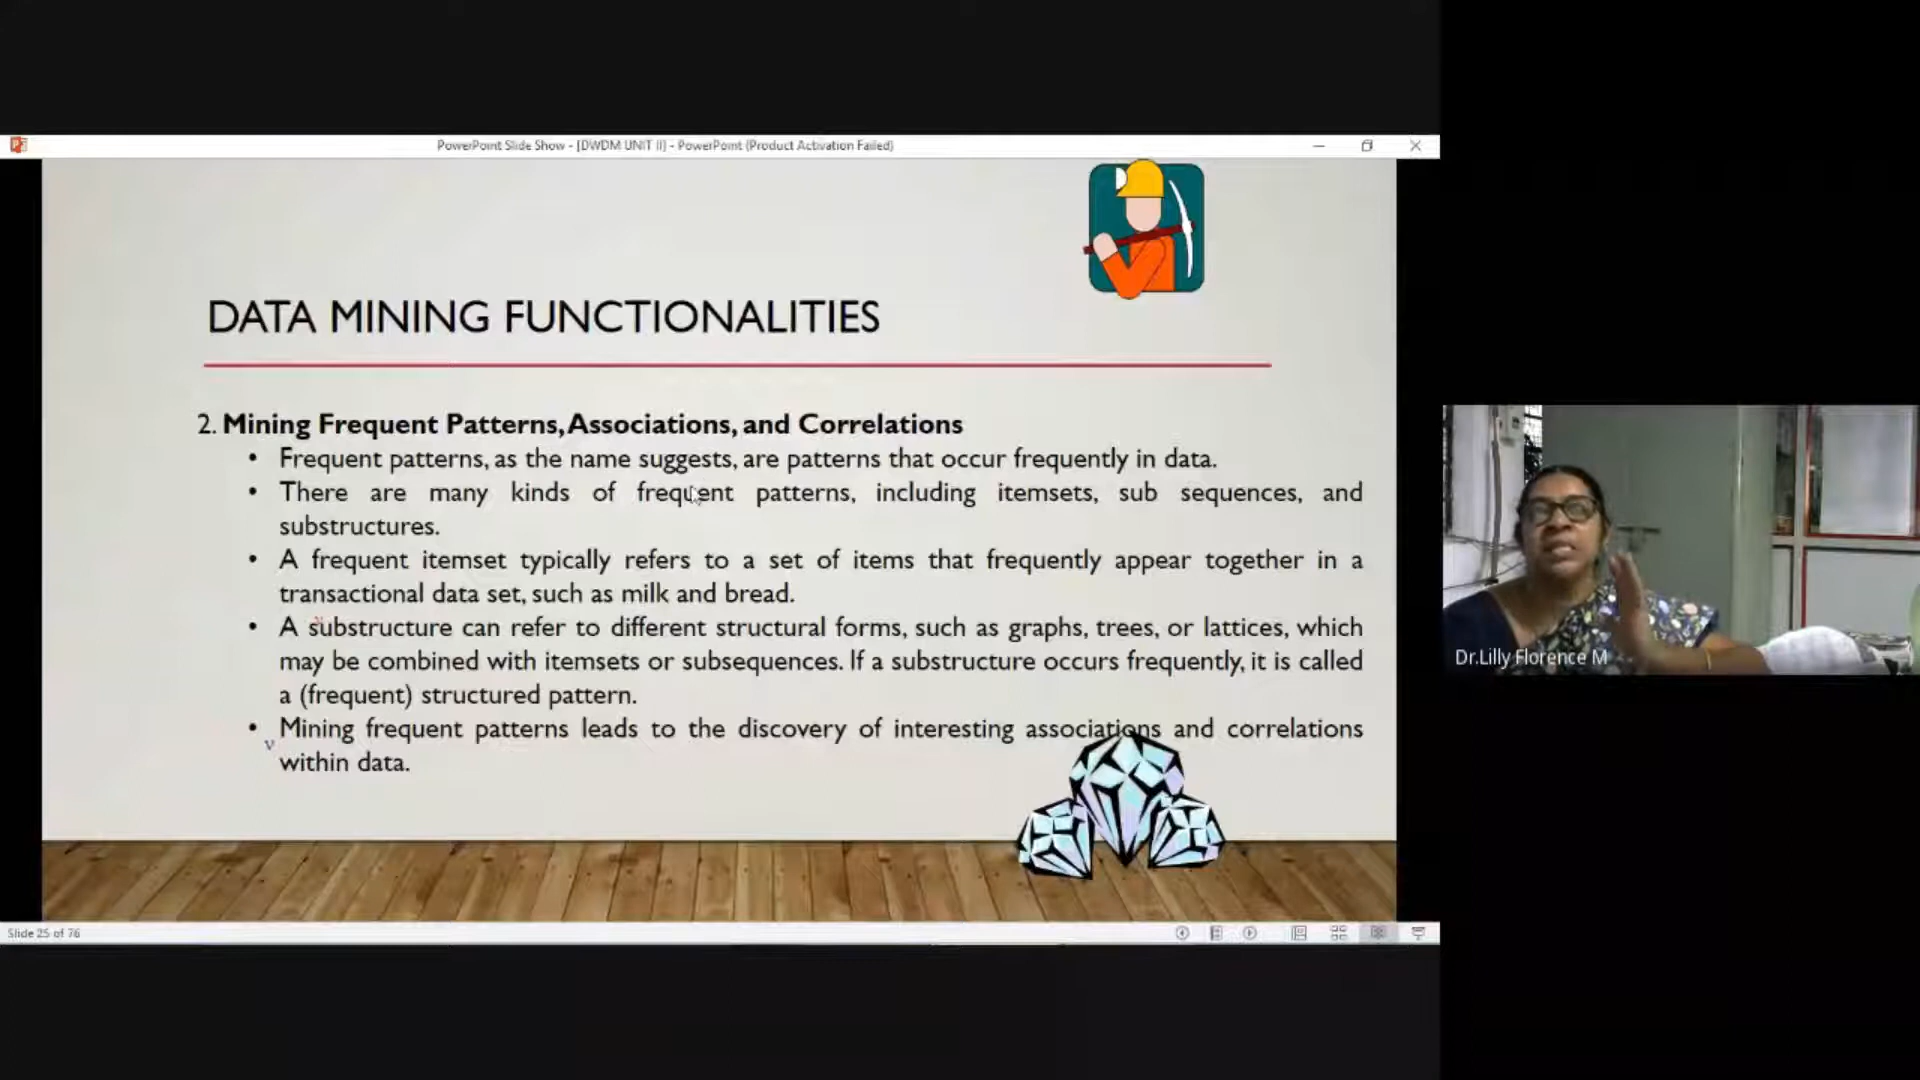 PowerPoint Slide Show - [DWDM UNIT II] - PowerPoint (Product Activation Failed)
DATA MINING FUNCTIONALITIES
2. Mining Frequent Patterns, Associations, and Correlations
• Frequent patterns, as the name suggests, are patterns that occur frequently in data.
• There are many kinds of frequent patterns, including itemsets, sub sequences, and
substructures.
• A frequent itemset typically refers to a set of items that frequently appear together in a
transactional data set, such as milk and bread.
• A substructure can refer to different structural forms, such as graphs, trees, or lattices, which
may be combined with itemsets or subsequences. If a substructure occurs frequently, it is called
a (frequent) structured pattern.
• Mining frequent patterns leads to the discovery of interesting associations and correlations
v
within data.
Slide 25 of 76
Dr.Lilly Florence M